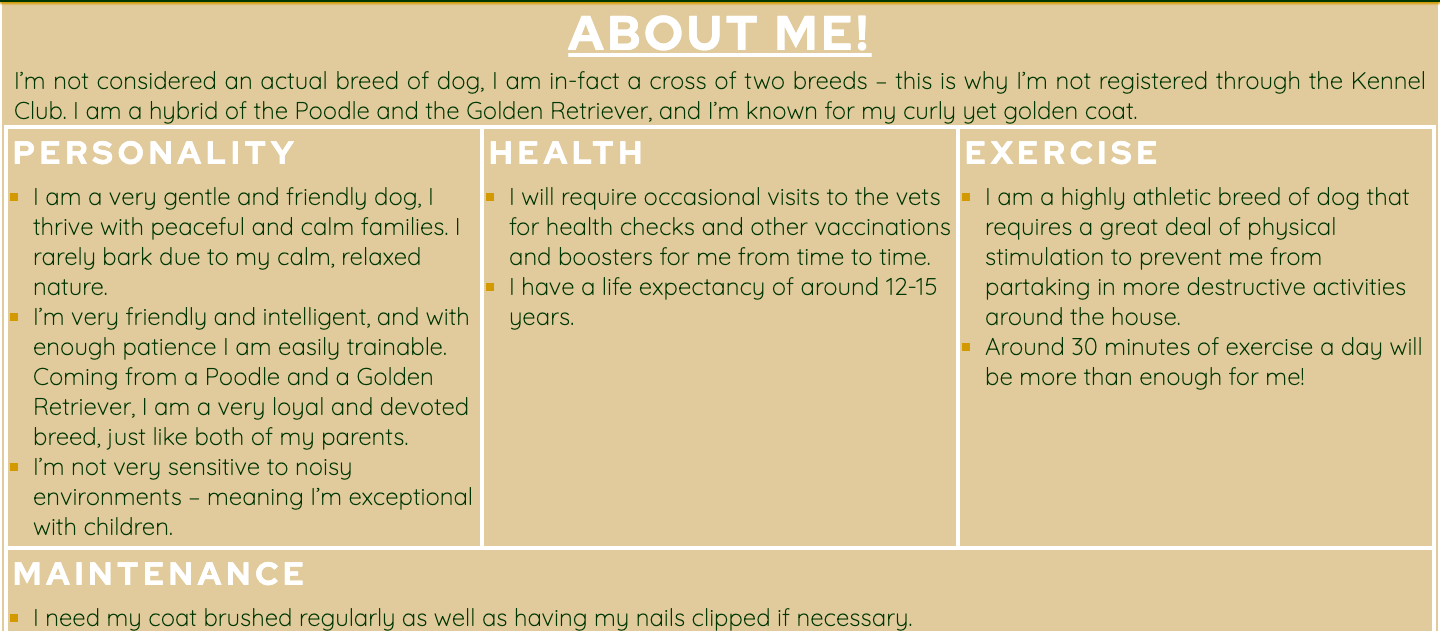 ABOUT ME!
I'm not considered an actual breed of dog, I am in-fact a cross of two breeds – this is why I'm not registered through the Kennel
Club. I am a hybrid of the Poodle and the Golden Retriever, and I'm known for my curly yet golden coat.
PERSONALITY
I am a very gentle and friendly dog, I
thrive with peaceful and calm families. I
rarely bark due to my calm, relaxed
nature.
I'm very friendly and intelligent, and with
enough patience I am easily trainable.
Coming from a Poodle and a Golden
Retriever, I am a very loyal and devoted
breed, just like both of my parents.
I'm not very sensitive to noisy
environments – meaning I'm exceptional
with children.
HEALTH
I will require occasional visits to the vets
for health checks and other vaccinations
and boosters for me from time to time.
I have a life expectancy of around 12-15
years.
EXERCISE
I am a highly athletic breed of dog that
requires a great deal of physical
stimulation to prevent me from
partaking in more destructive activities
around the house.
Around 30 minutes of exercise a day will
be more than enough for me!
MAINTENANCE
I need my coat brushed regularly as well as having my nails clipped if necessary.